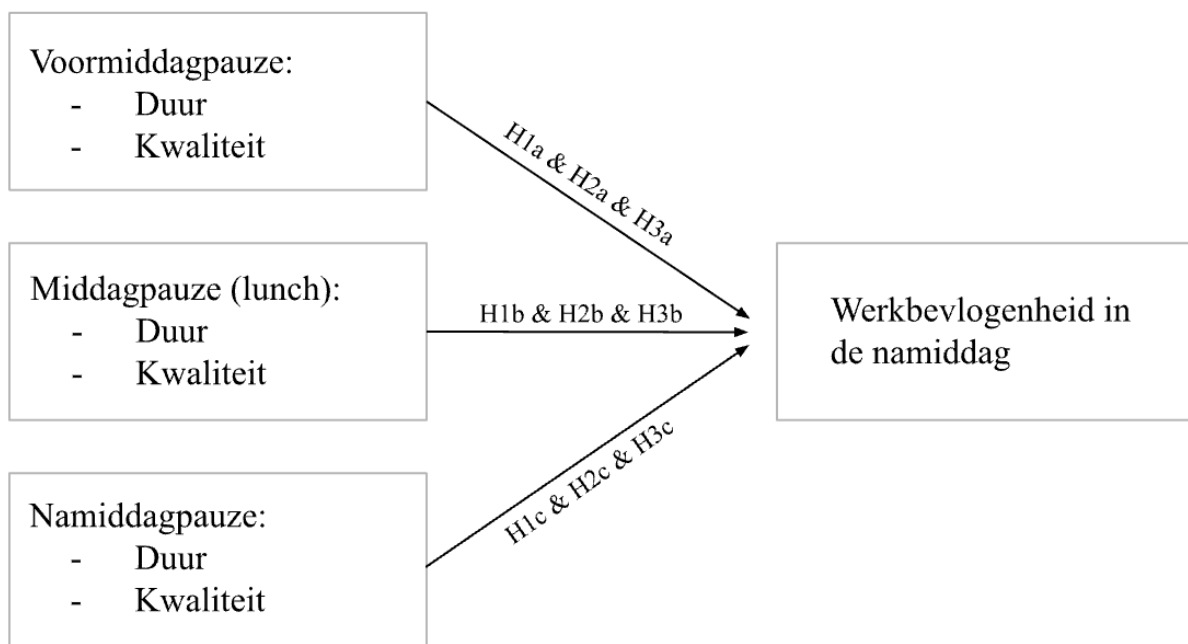 Voormiddagpauze:
- Duur
- Kwaliteit
H1a & H2a & H3a
Middagpauze (lunch):
- Duur
- Kwaliteit
H1b & H2b & H3b
Werkbevlogenheid in
de namiddag
Namiddagpauze:
- Duur
- Kwaliteit
H1c & H2c & H3c